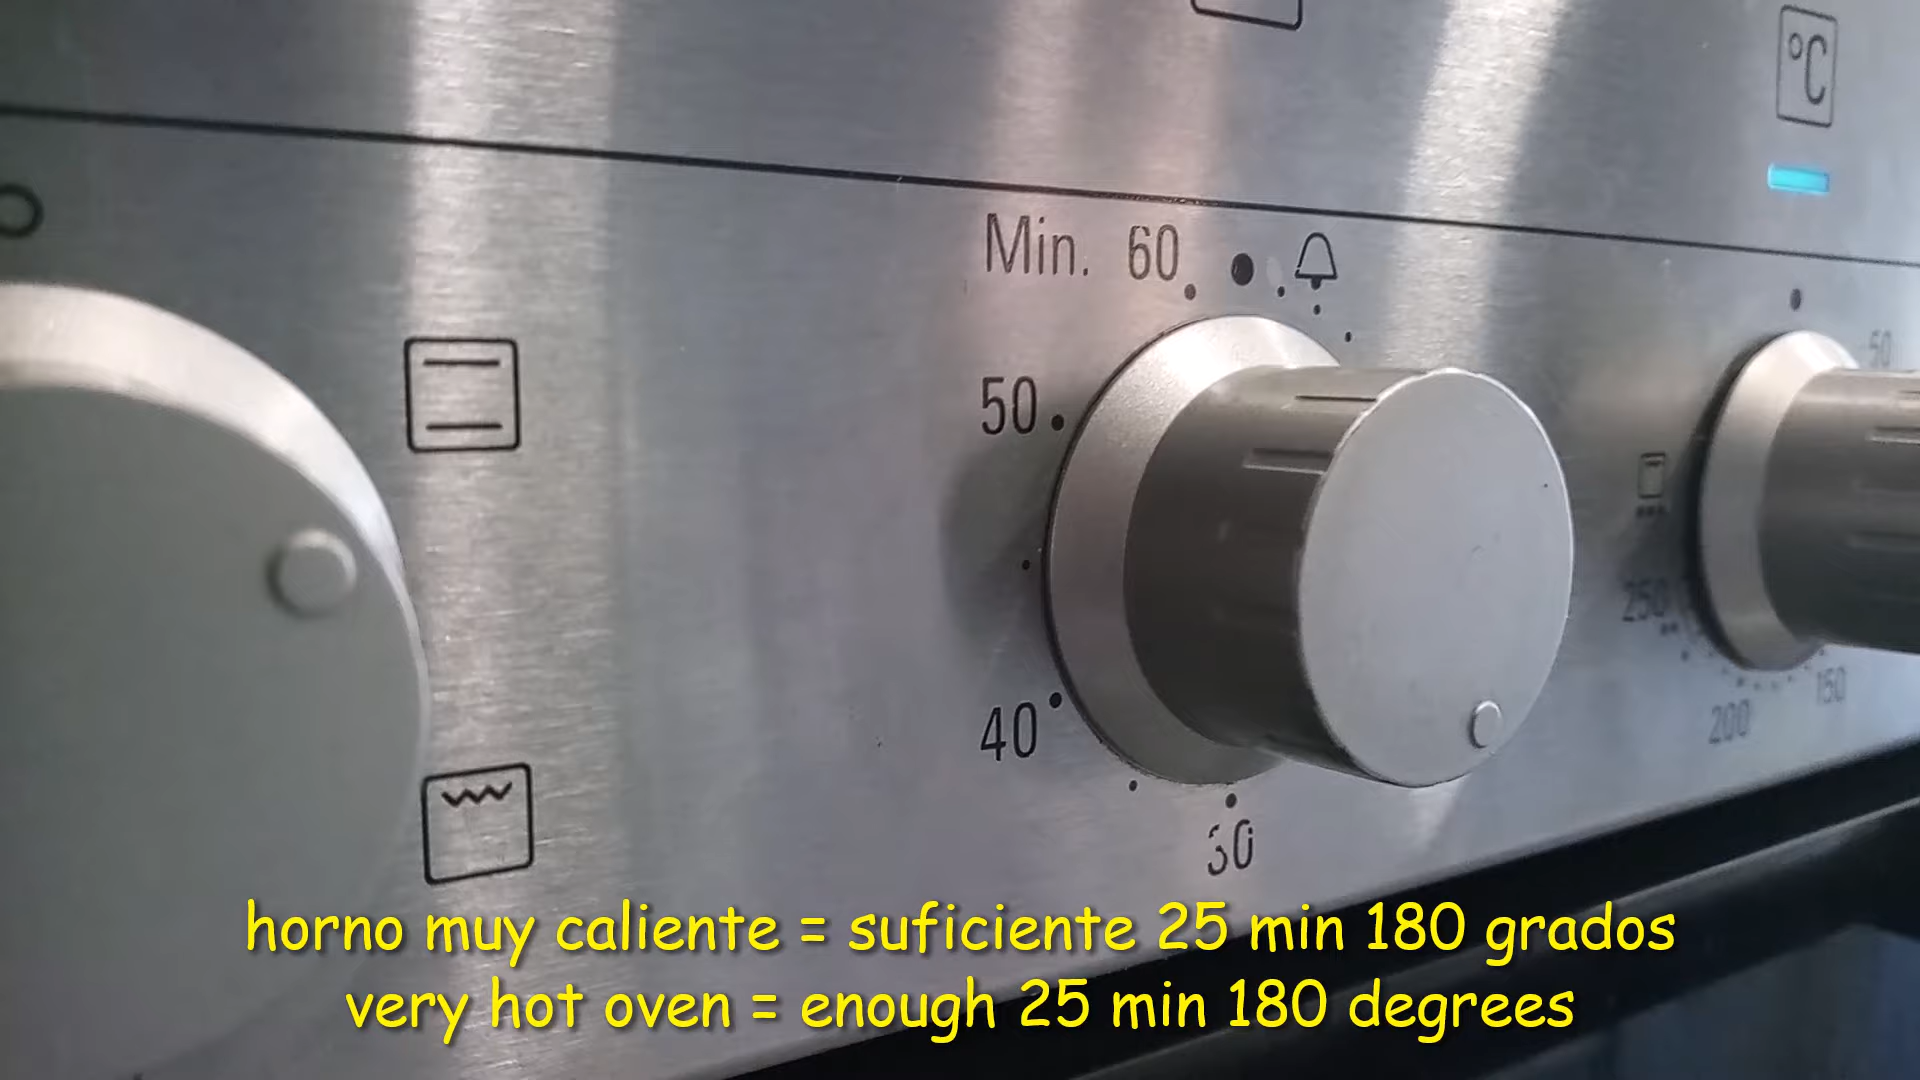 °C
Min. 60
50
50
40
250
150
200
30
horno muy caliente = suficiente 25 min 180 grados
very hot oven = enough 25 min 180 degrees